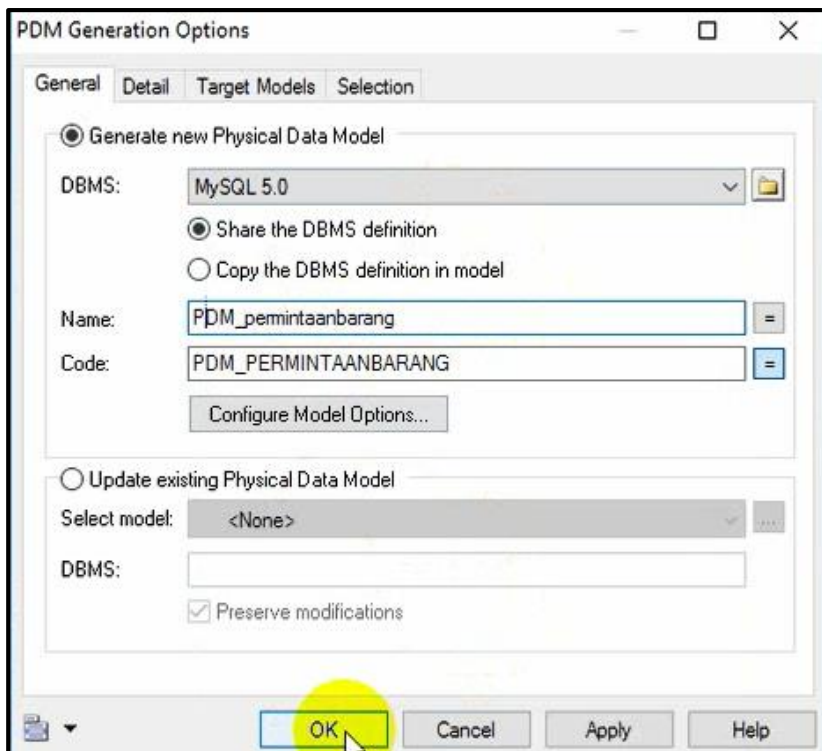 PDM Generation Options
General Detail Target Models Selection
Generate new Physical Data Model
DBMS: MySQL 5.0
Share the DBMS definition
Copy the DBMS definition in model
Name: PDM_permintaanbarang =
Code: PDM_PERMINTAANBARANG =
Configure Model Options...
Update existing Physical Data Model
Select model: <None> ...
DBMS:
Preserve modifications
OK Cancel Apply Help